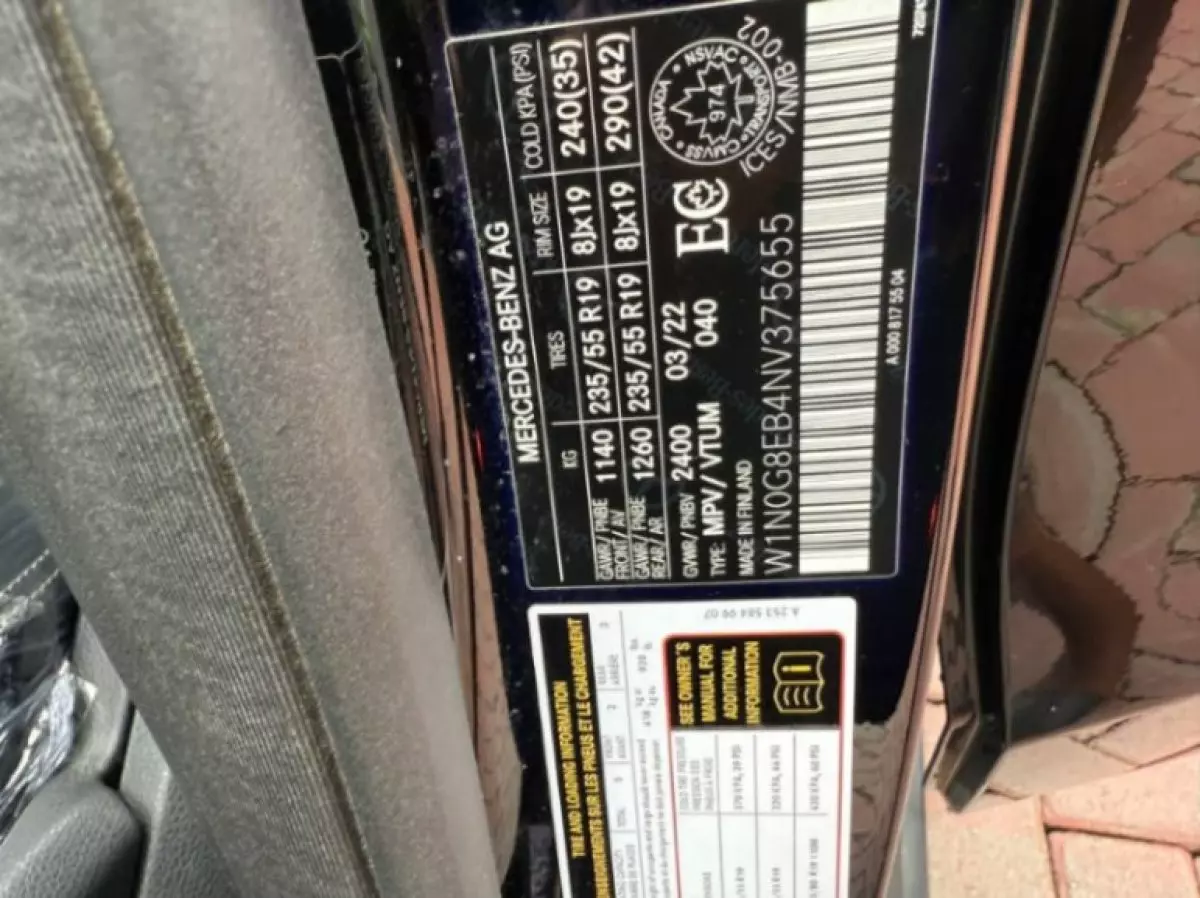 MERCEDES-BENZ AG
KG TIRES RIM SIZE COLD KPA (PSI)
GAWR / PNBE FRONT / AV 1140 235/55 R19 8Jx19 240(35)
GAWR / PNBE REAR / AR 1260 235/55 R19 8Jx19 290(42)
GVWR / PNBV 2400 03/22
TYPE: MPV / VTUM 040
MADE IN FINLAND
EC
CANADA • NSVAC • TRANSPORT • CMVSS
974
T
ICES/NMB-002
W1N0G8EB4NV375655
A 000 817 55 04
TIRE AND LOADING INFORMATION
RENSEIGNEMENTS SUR LES PNEUS ET LE CHARGEMENT
A 253 584
SEE OWNER'S
MANUAL FOR
ADDITIONAL
INFORMATION
i